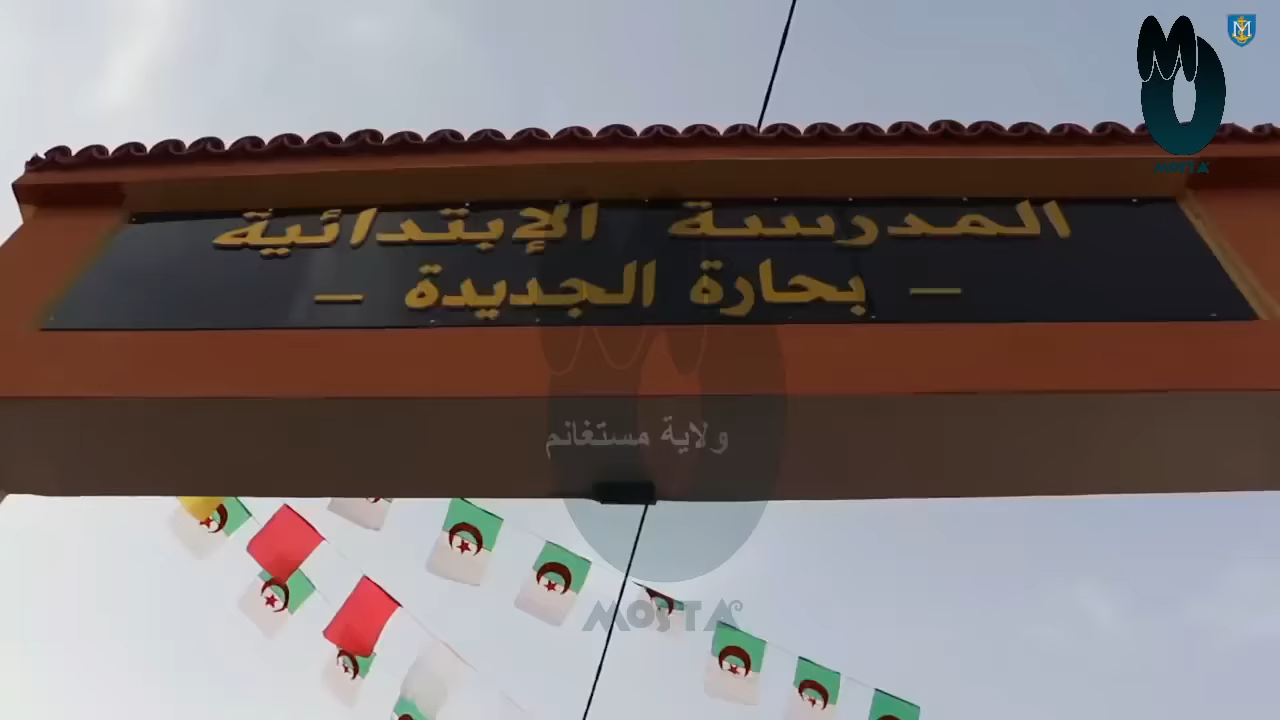 MOSTA
المدرسة الإبتدائية
– بحارة الجديدة –
ولاية مستغانم
MOSTA